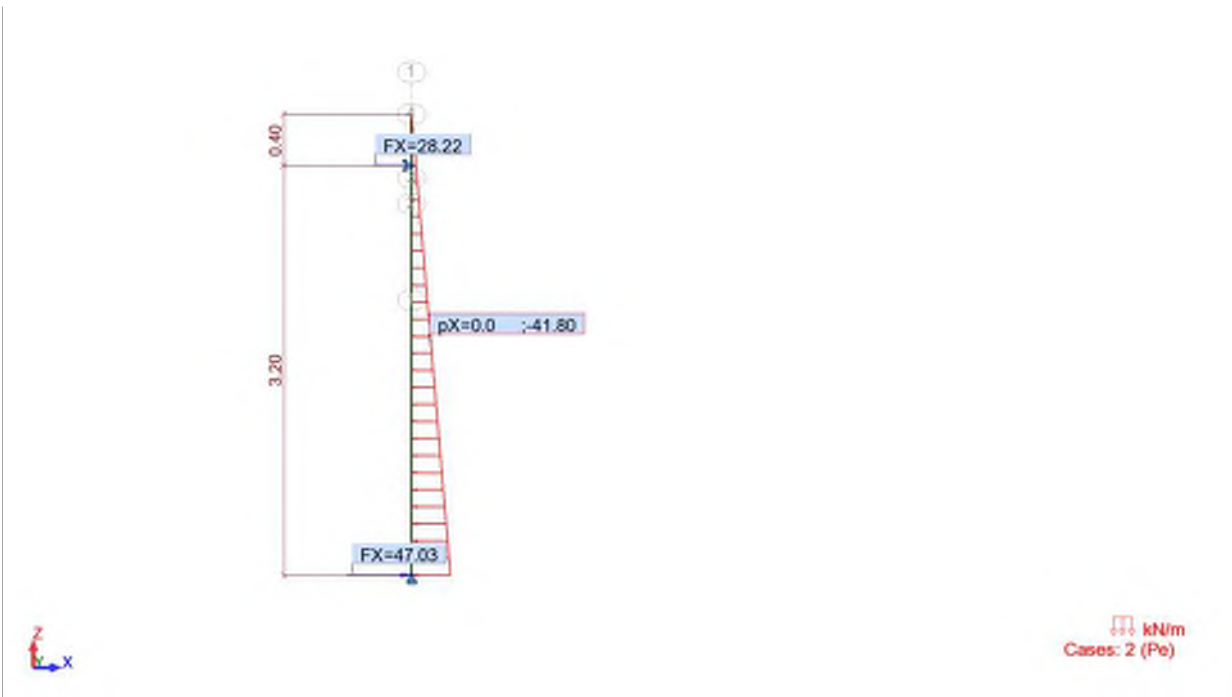 1
0.40
FX=28.22
pX=0.0 ;-41.80
3.20
FX=47.03
Z
Y X
kN/m
Cases: 2 (Pe)